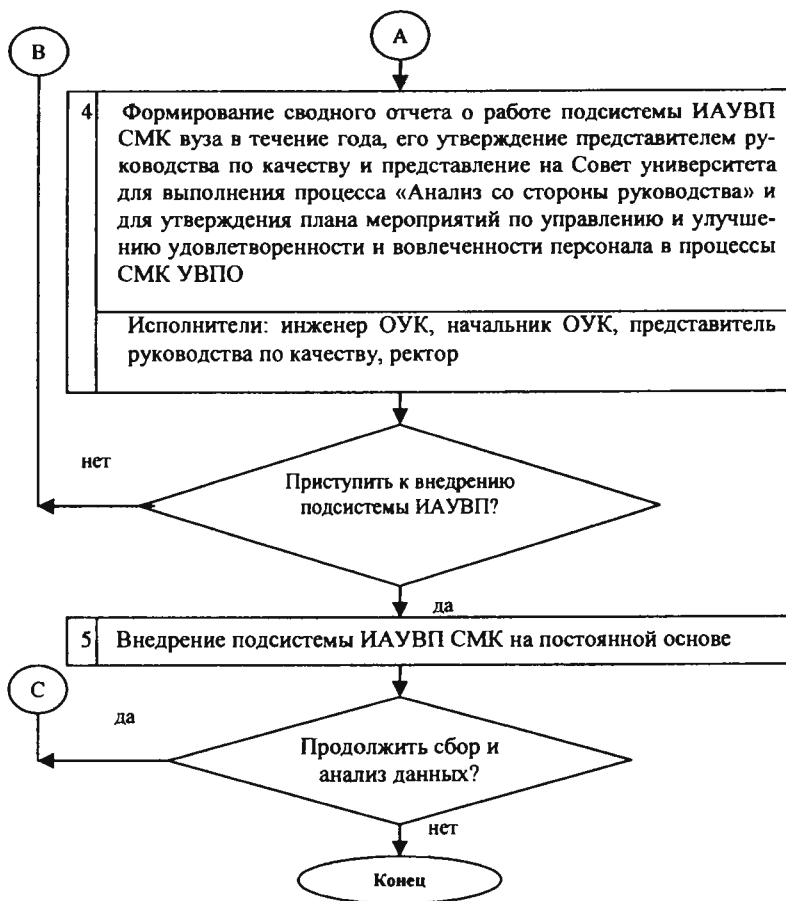 В
А
4 Формирование сводного отчета о работе подсистемы ИАУВП
СМК вуза в течение года, его утверждение представителем ру-
ководства по качеству и представление на Совет университета
для выполнения процесса «Анализ со стороны руководства» и
для утверждения плана мероприятий по управлению и улучше-
нию удовлетворенности и вовлеченности персонала в процессы
СМК УВПО
Исполнители: инженер ОУК, начальник ОУК, представитель
руководства по качеству, ректор
нет
Приступить к внедрению
подсистемы ИАУВП?
да
5 Внедрение подсистемы ИАУВП СМК на постоянной основе
С
да
Продолжить сбор и
анализ данных?
нет
Конец